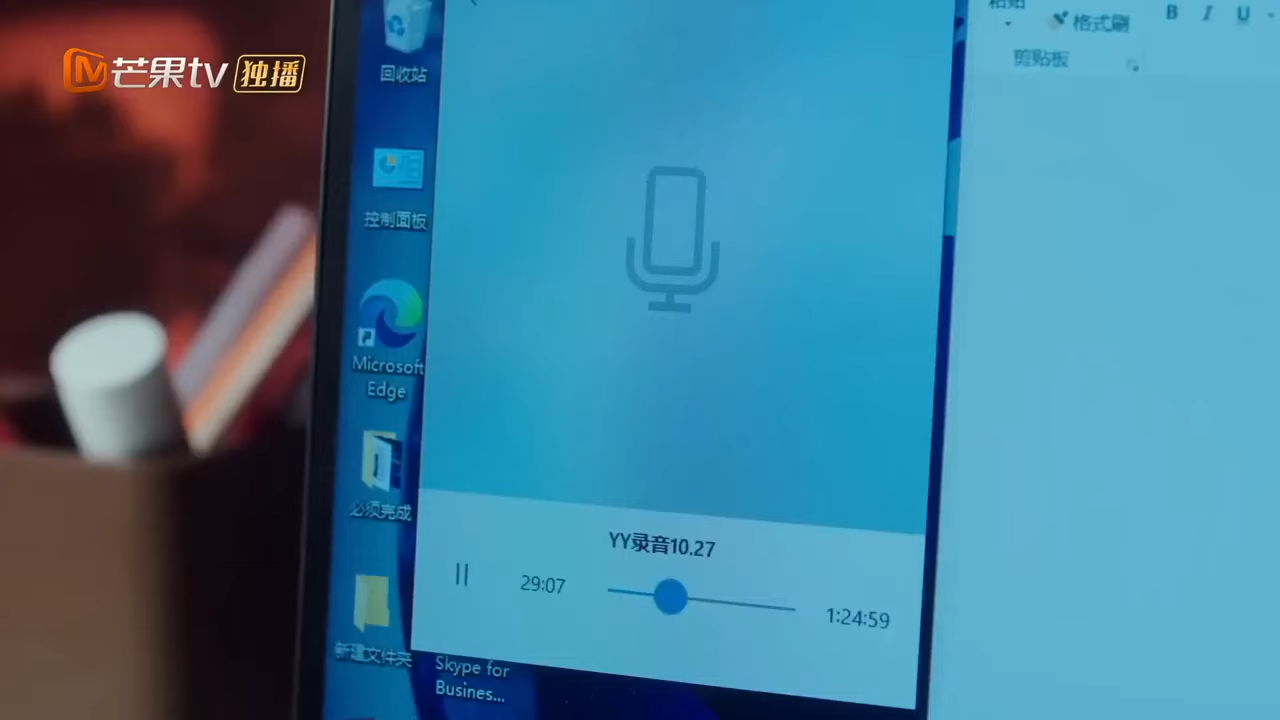 芒果tv 独播
回收站
控制面板
Microsoft
Edge
必须完成
新建文件夹
Skype for
Busines...
YY录音10.27
29:07
1:24:59
粘贴
格式刷
B I U
剪贴板